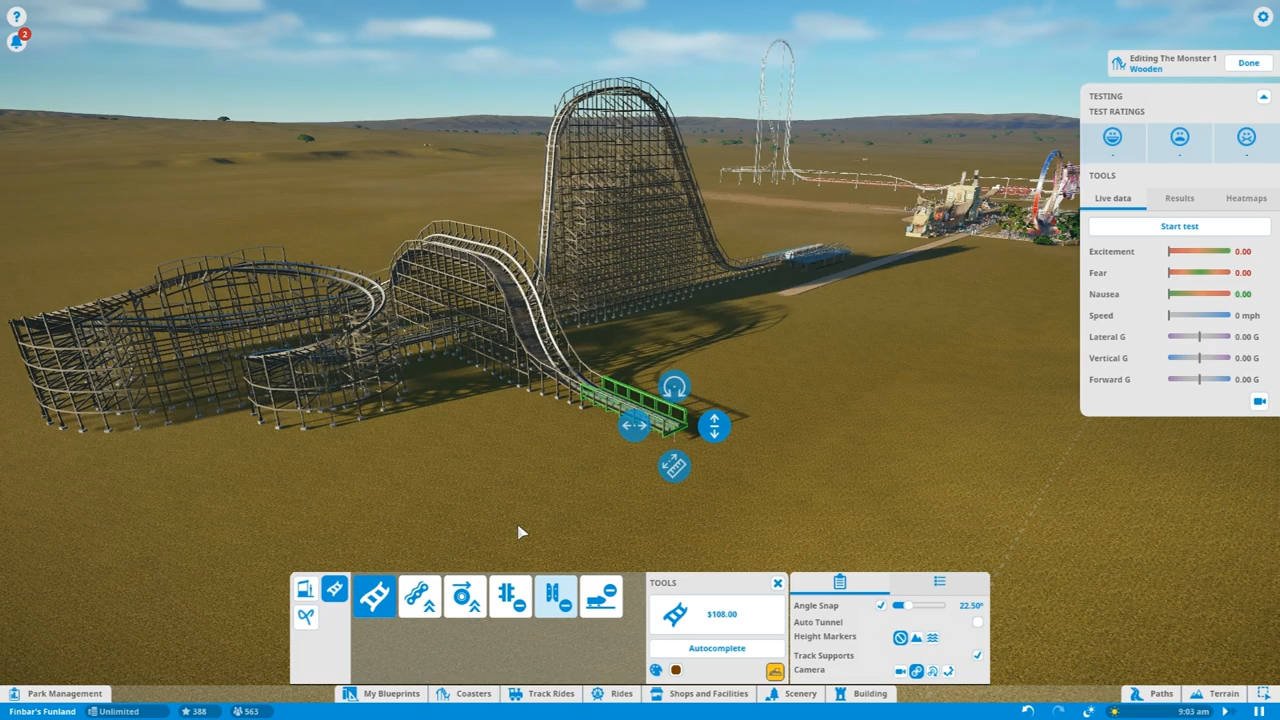 ?
2
Editing The Monster 1
Wooden
Done
TESTING
TEST RATINGS
- - -
TOOLS
Live data Results Heatmaps
Start test
Excitement 0.00
Fear 0.00
Nausea 0.00
Speed 0 mph
Lateral G 0.00 G
Vertical G 0.00 G
Forward G 0.00 G
TOOLS
$108.00
Autocomplete
Angle Snap 22.50°
Auto Tunnel
Height Markers
Track Supports
Camera
Park Management My Blueprints Coasters Track Rides Rides Shops and Facilities Scenery Building Paths Terrain
Finbar's Funland Unlimited 388 563 9:03 am